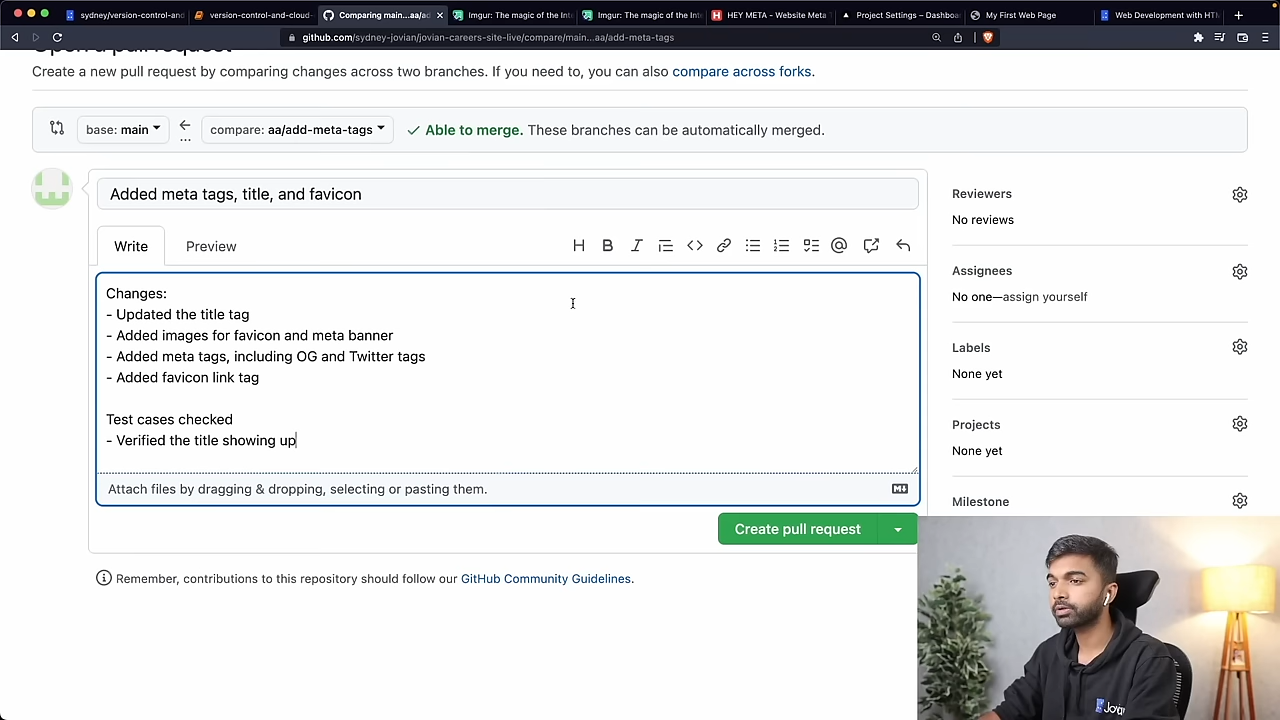 sydney/version-control-and
version-control-and-cloud-
Comparing main...aa/ad
Imgur: The magic of the Int
Imgur: The magic of the Inte
HEY META - Website Meta T
Project Settings – Dashboa
My First Web Page
Web Development with HTM
github.com/sydney-jovian/jovian-careers-site-live/compare/main...aa/add-meta-tags
Open a pull request
Create a new pull request by comparing changes across two branches. If you need to, you can also compare across forks.
base: main
compare: aa/add-meta-tags
Able to merge. These branches can be automatically merged.
Added meta tags, title, and favicon
Write
Preview
Changes:
- Updated the title tag
- Added images for favicon and meta banner
- Added meta tags, including OG and Twitter tags
- Added favicon link tag
Test cases checked
- Verified the title showing up
Attach files by dragging & dropping, selecting or pasting them.
Create pull request
Remember, contributions to this repository should follow our GitHub Community Guidelines.
Reviewers
No reviews
Assignees
No one—assign yourself
Labels
None yet
Projects
None yet
Milestone